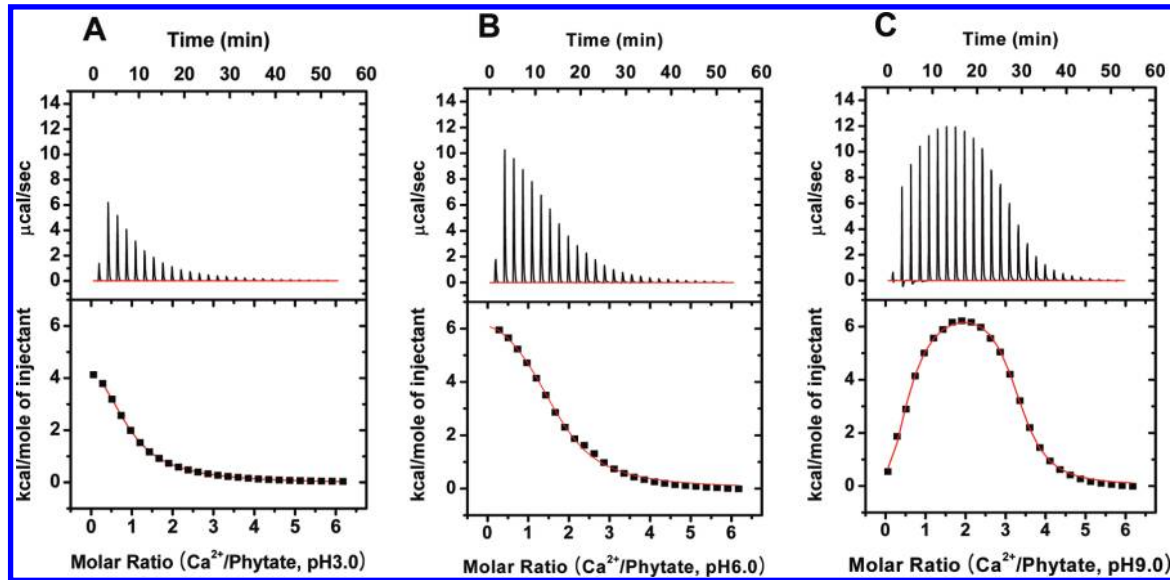 A
Time (min)
0 10 20 30 40 50 60
14
12
10
8
6
4
2
0
µcal/sec
6
4
2
0
kcal/mole of injectant
0 1 2 3 4 5 6
Molar Ratio (Ca²⁺/Phytate, pH3.0)
B
Time (min)
0 10 20 30 40 50 60
14
12
10
8
6
4
2
0
µcal/sec
6
4
2
0
kcal/mole of injectant
0 1 2 3 4 5 6
Molar Ratio (Ca²⁺/Phytate, pH6.0)
C
Time (min)
0 10 20 30 40 50 60
14
12
10
8
6
4
2
0
µcal/sec
6
4
2
0
kcal/mole of injectant
0 1 2 3 4 5 6
Molar Ratio (Ca²⁺/Phytate, pH9.0)